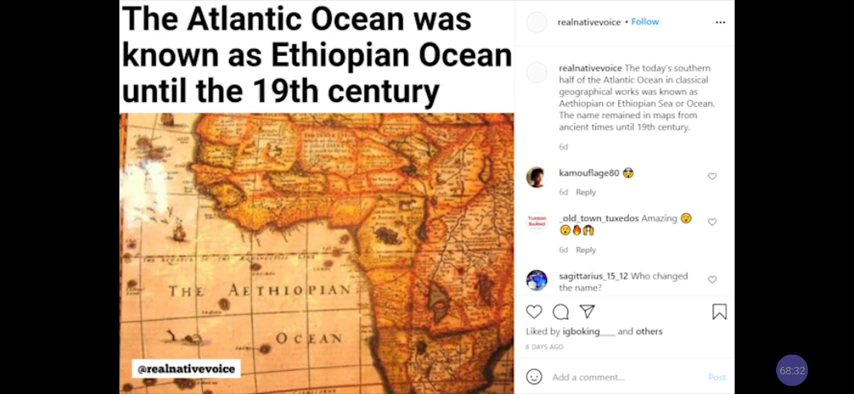 The Atlantic Ocean was
known as Ethiopian Ocean
until the 19th century
THE AETHIOPIAN
OCEAN
@realnativevoice
realnativevoice • Follow
realnativevoice The today's southern
half of the Atlantic Ocean in classical
geographical works was known as
Aethiopian or Ethiopian Sea or Ocean.
The name remained in maps from
ancient times until 19th century.
6d
kamouflage80 😨
6d Reply
_old_town_tuxedos Amazing 😮
😮🔥🙌
6d Reply
sagittarius_15_12 Who changed
the name?
Liked by igboking___ and others
6 DAYS AGO
Add a comment...
Post
68:32